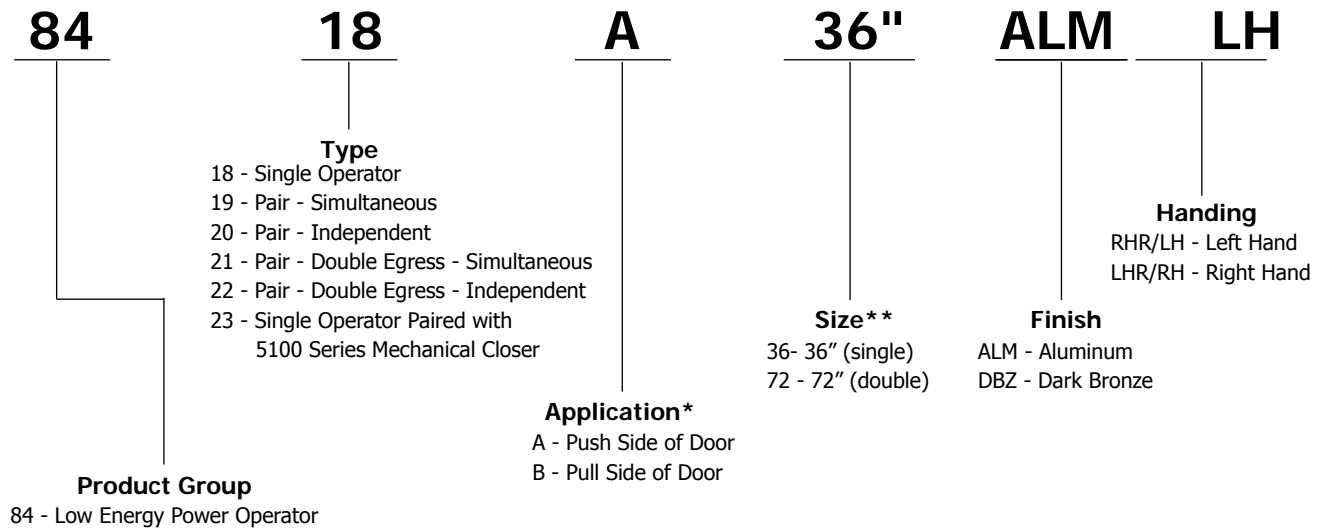 84 18 A 36" ALM LH
Type
18 - Single Operator
19 - Pair - Simultaneous
20 - Pair - Independent
21 - Pair - Double Egress - Simultaneous
22 - Pair - Double Egress - Independent
23 - Single Operator Paired with
5100 Series Mechanical Closer
Handing
RHR/LH - Left Hand
LHR/RH - Right Hand
Size**
36- 36” (single)
72 - 72” (double)
Finish
ALM - Aluminum
DBZ - Dark Bronze
Application*
A - Push Side of Door
B - Pull Side of Door
Product Group
84 - Low Energy Power Operator